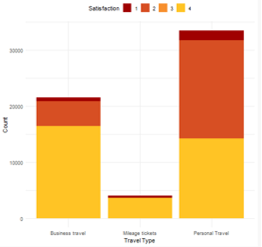 Satisfaction 1 2 3 4
30000
20000
10000
0
Count
Business travel Mileage tickets Personal Travel
Travel Type